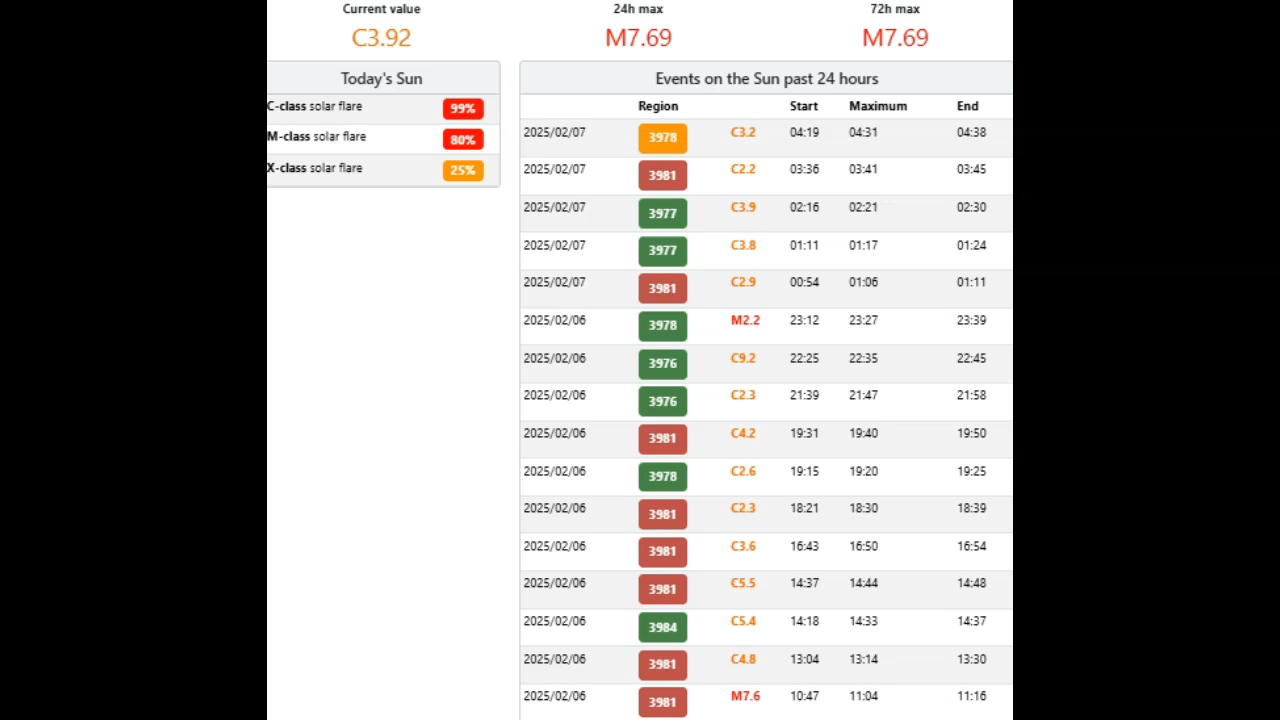 Current value 24h max 72h max
C3.92 M7.69 M7.69
Today's Sun
C-class solar flare 99%
M-class solar flare 80%
X-class solar flare 25%
Events on the Sun past 24 hours
Region Start Maximum End
2025/02/07 3978 C3.2 04:19 04:31 04:38
2025/02/07 3981 C2.2 03:36 03:41 03:45
2025/02/07 3977 C3.9 02:16 02:21 02:30
2025/02/07 3977 C3.8 01:11 01:17 01:24
2025/02/07 3981 C2.9 00:54 01:06 01:11
2025/02/06 3978 M2.2 23:12 23:27 23:39
2025/02/06 3976 C9.2 22:25 22:35 22:45
2025/02/06 3976 C2.3 21:39 21:47 21:58
2025/02/06 3981 C4.2 19:31 19:40 19:50
2025/02/06 3978 C2.6 19:15 19:20 19:25
2025/02/06 3981 C2.3 18:21 18:30 18:39
2025/02/06 3981 C3.6 16:43 16:50 16:54
2025/02/06 3981 C5.5 14:37 14:44 14:48
2025/02/06 3984 C5.4 14:18 14:33 14:37
2025/02/06 3981 C4.8 13:04 13:14 13:30
2025/02/06 3981 M7.6 10:47 11:04 11:16